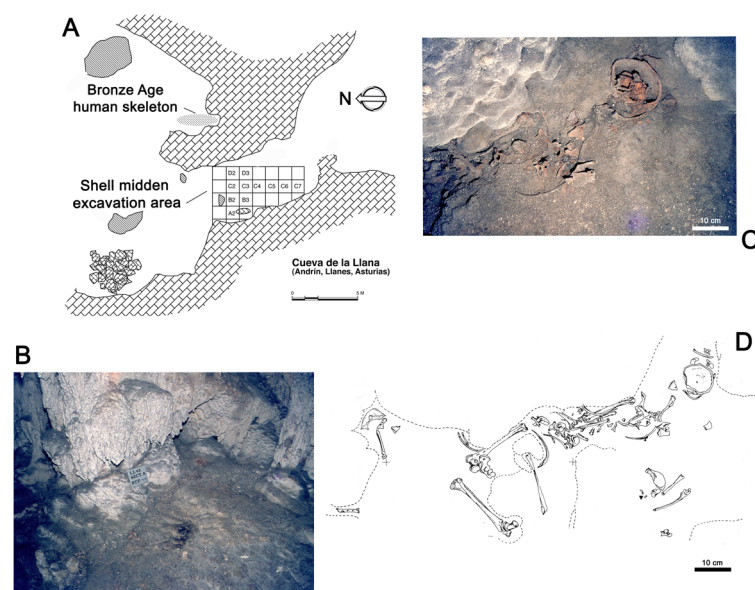 A
Bronze Age
human skeleton
N
Shell midden
excavation area
D2 D3
C2 C3 C4 C5 C6 C7
B2 B3
A2
Cueva de la Llana
(Andrín, Llanes, Asturias)
0 5 M
10 cm
C
B
D
10 cm